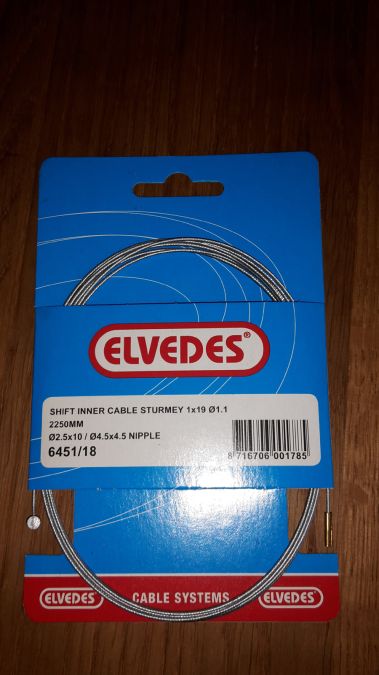 ELVEDES®
SHIFT INNER CABLE STURMEY 1x19 Ø1.1
2250MM
Ø2.5x10 / Ø4.5x4.5 NIPPLE
6451/18
8 716706 001785
ELVEDES CABLE SYSTEMS ELVEDES